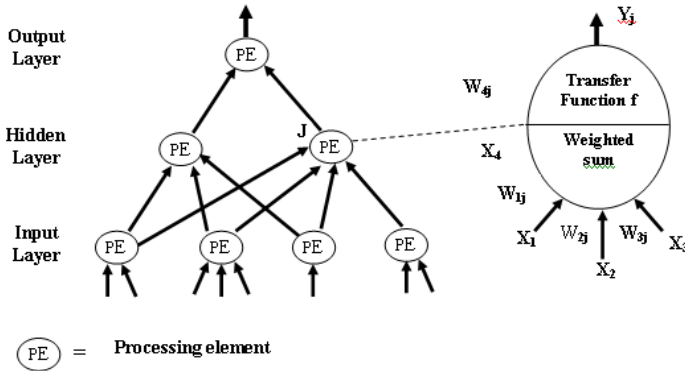 Output
Layer
PE
Hidden
Layer
PE
J
PE
Input
Layer
PE
PE
PE
PE
Yj
Transfer
Function f
W4j
Weighted
sum
X4
W1j
X1
W2j
W3j
X2
X3
PE = Processing element